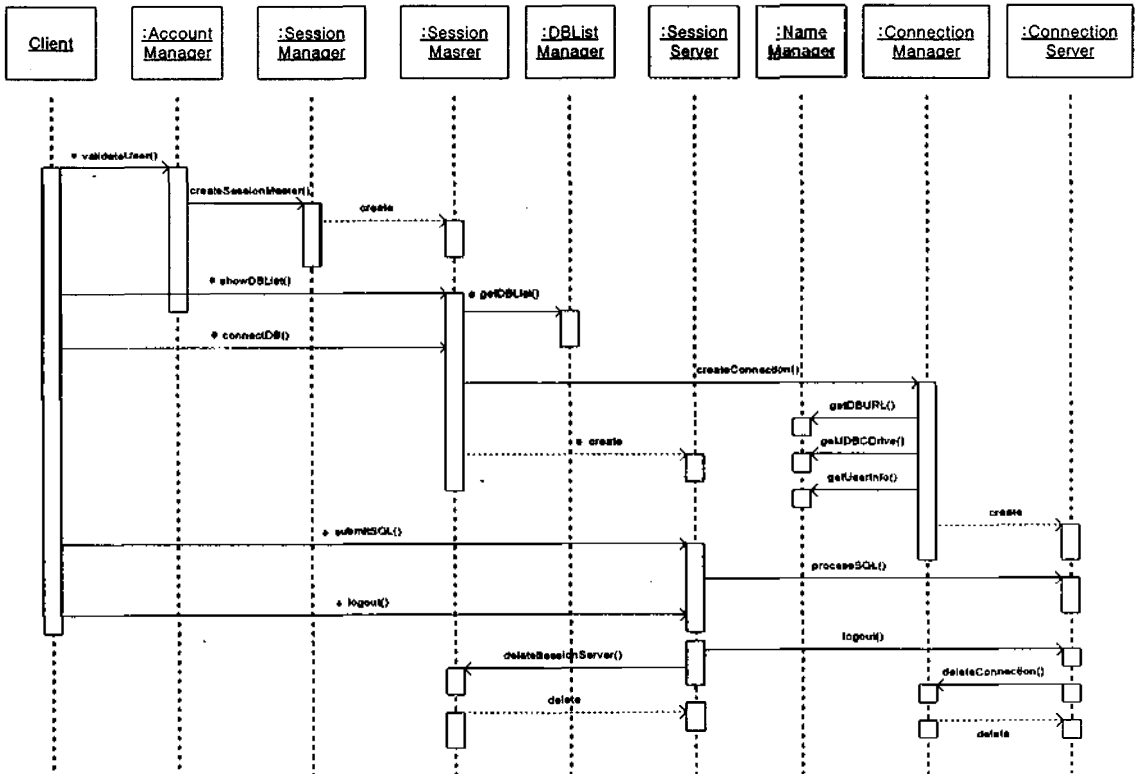 Client
:Account
Manager
:Session
Manager
:Session
Masrer
:DBList
Manager
:Session
Server
:Name
Manager
:Connection
Manager
:Connection
Server
* validateUser()
createSessionMaster()
create
* showDBList()
* getDBList()
* connectDB()
createConnection()
getDBURL()
* create
getJDBCDrive()
getUserInfo()
create
* submitSQL()
processSQL()
* logout()
logout()
deleteSessionServer()
deleteConnection()
delete
delete